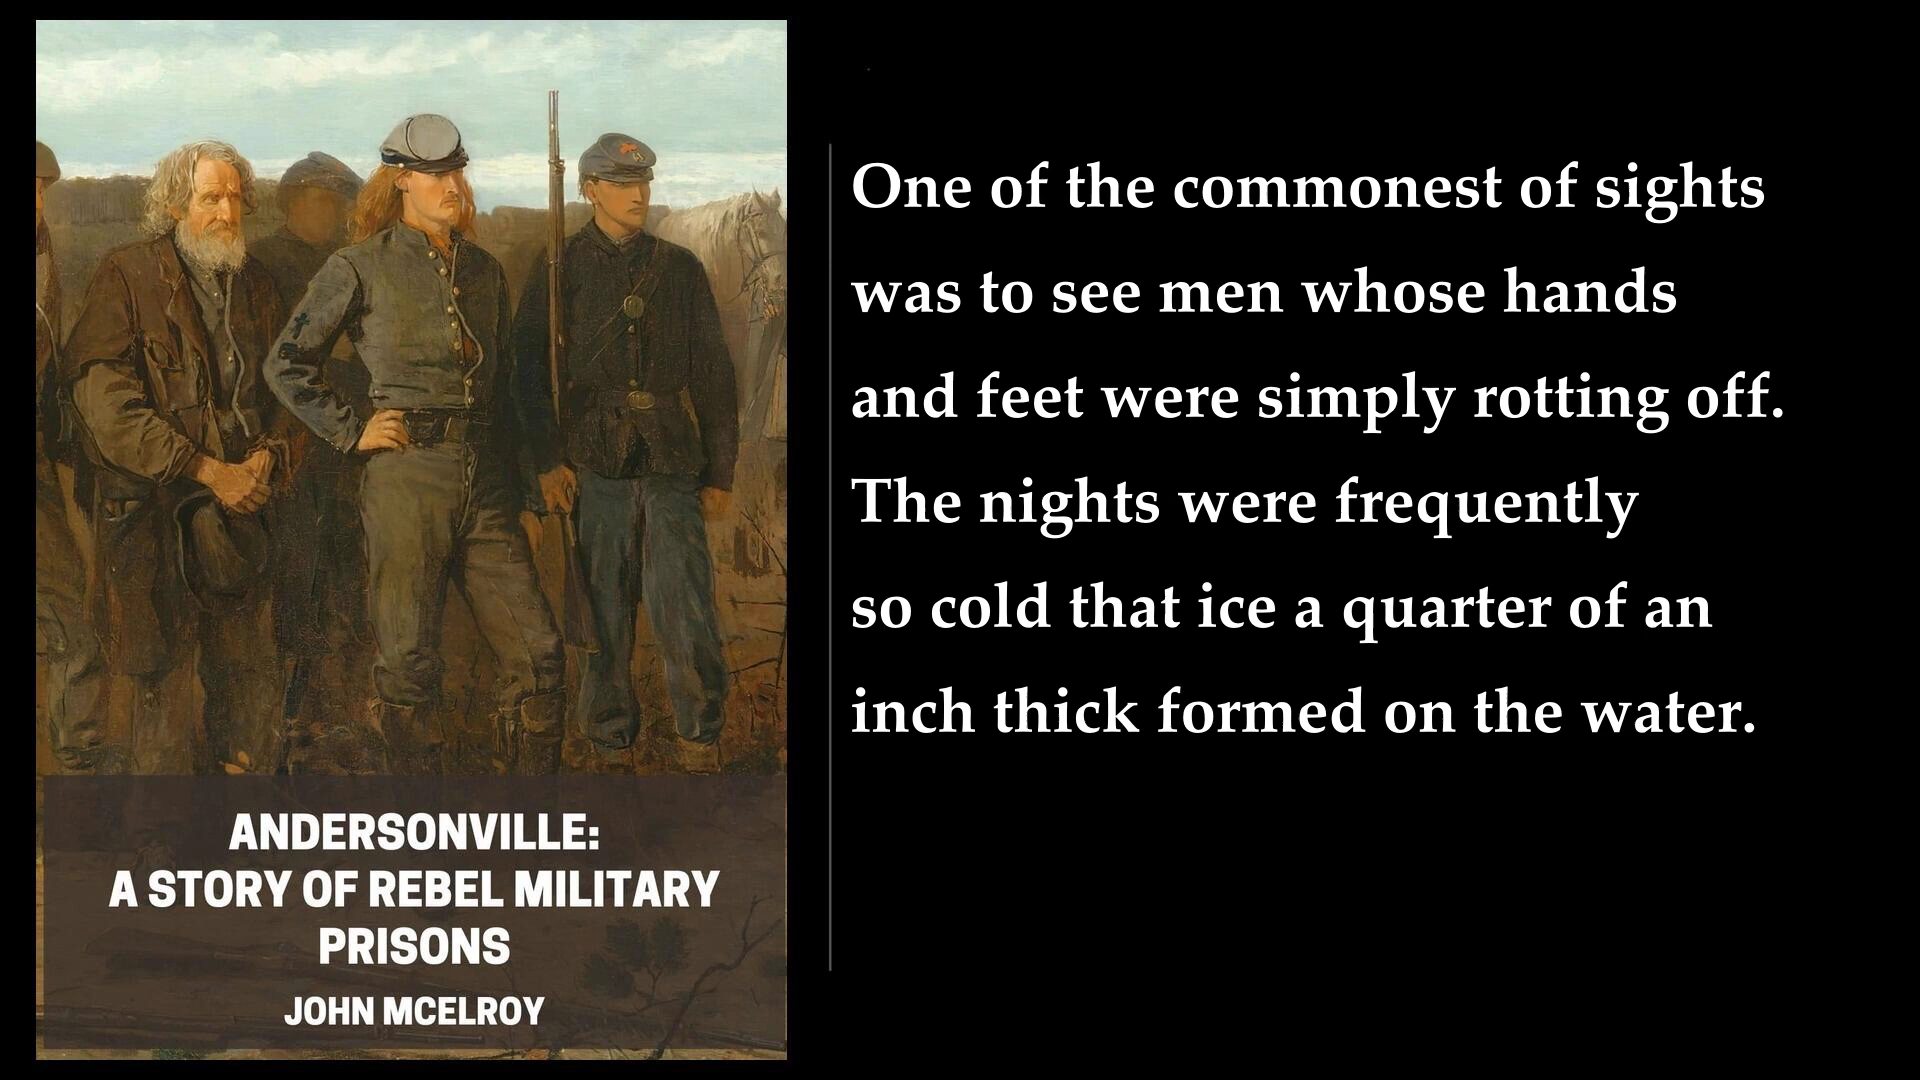 One of the commonest of sights
was to see men whose hands
and feet were simply rotting off.
The nights were frequently
so cold that ice a quarter of an
inch thick formed on the water.
ANDERSONVILLE:
A STORY OF REBEL MILITARY
PRISONS
JOHN MCELROY